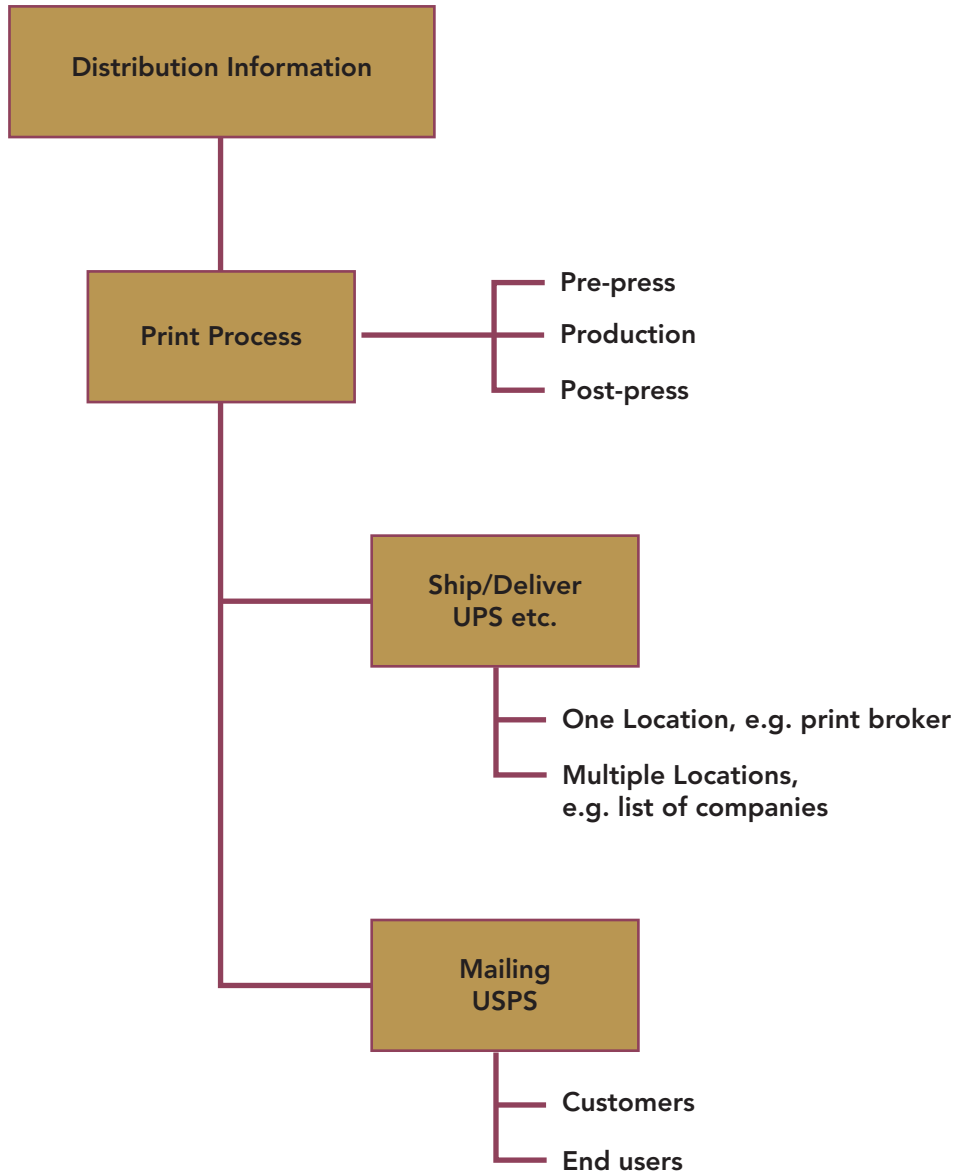 Distribution Information
Print Process
Pre-press
Production
Post-press
Ship/Deliver
UPS etc.
One Location, e.g. print broker
Multiple Locations,
e.g. list of companies
Mailing
USPS
Customers
End users